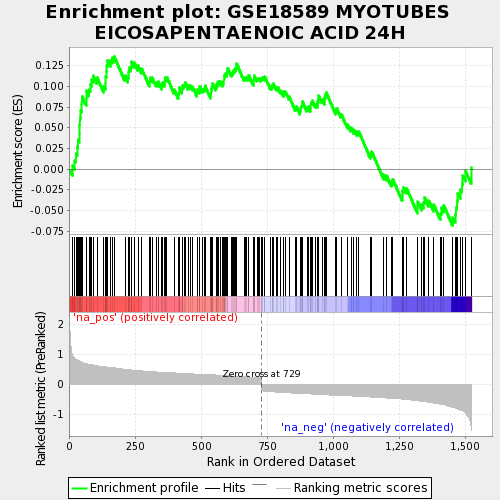 Enrichment plot: GSE18589 MYOTUBES
EICOSAPENTAENOIC ACID 24H
Enrichment score (ES)
0.125
0.100
0.075
0.050
0.025
0.000
-0.025
-0.050
-0.075
'na_pos' (positively correlated)
Ranked list metric (PreRanked)
2
1
0
-1
Zero cross at 729
'na_neg' (negatively correlated)
0
250
500
750
1,000
1,250
1,500
Rank in Ordered Dataset
Enrichment profile
Hits
Ranking metric scores